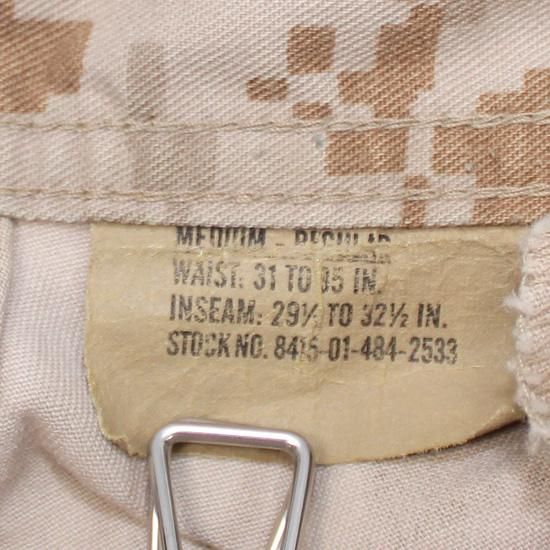 MEDIUM - REGULAR
WAIST: 31 TO 35 IN.
INSEAM: 29½ TO 32½ IN.
STOCK NO. 8415-01-484-2533